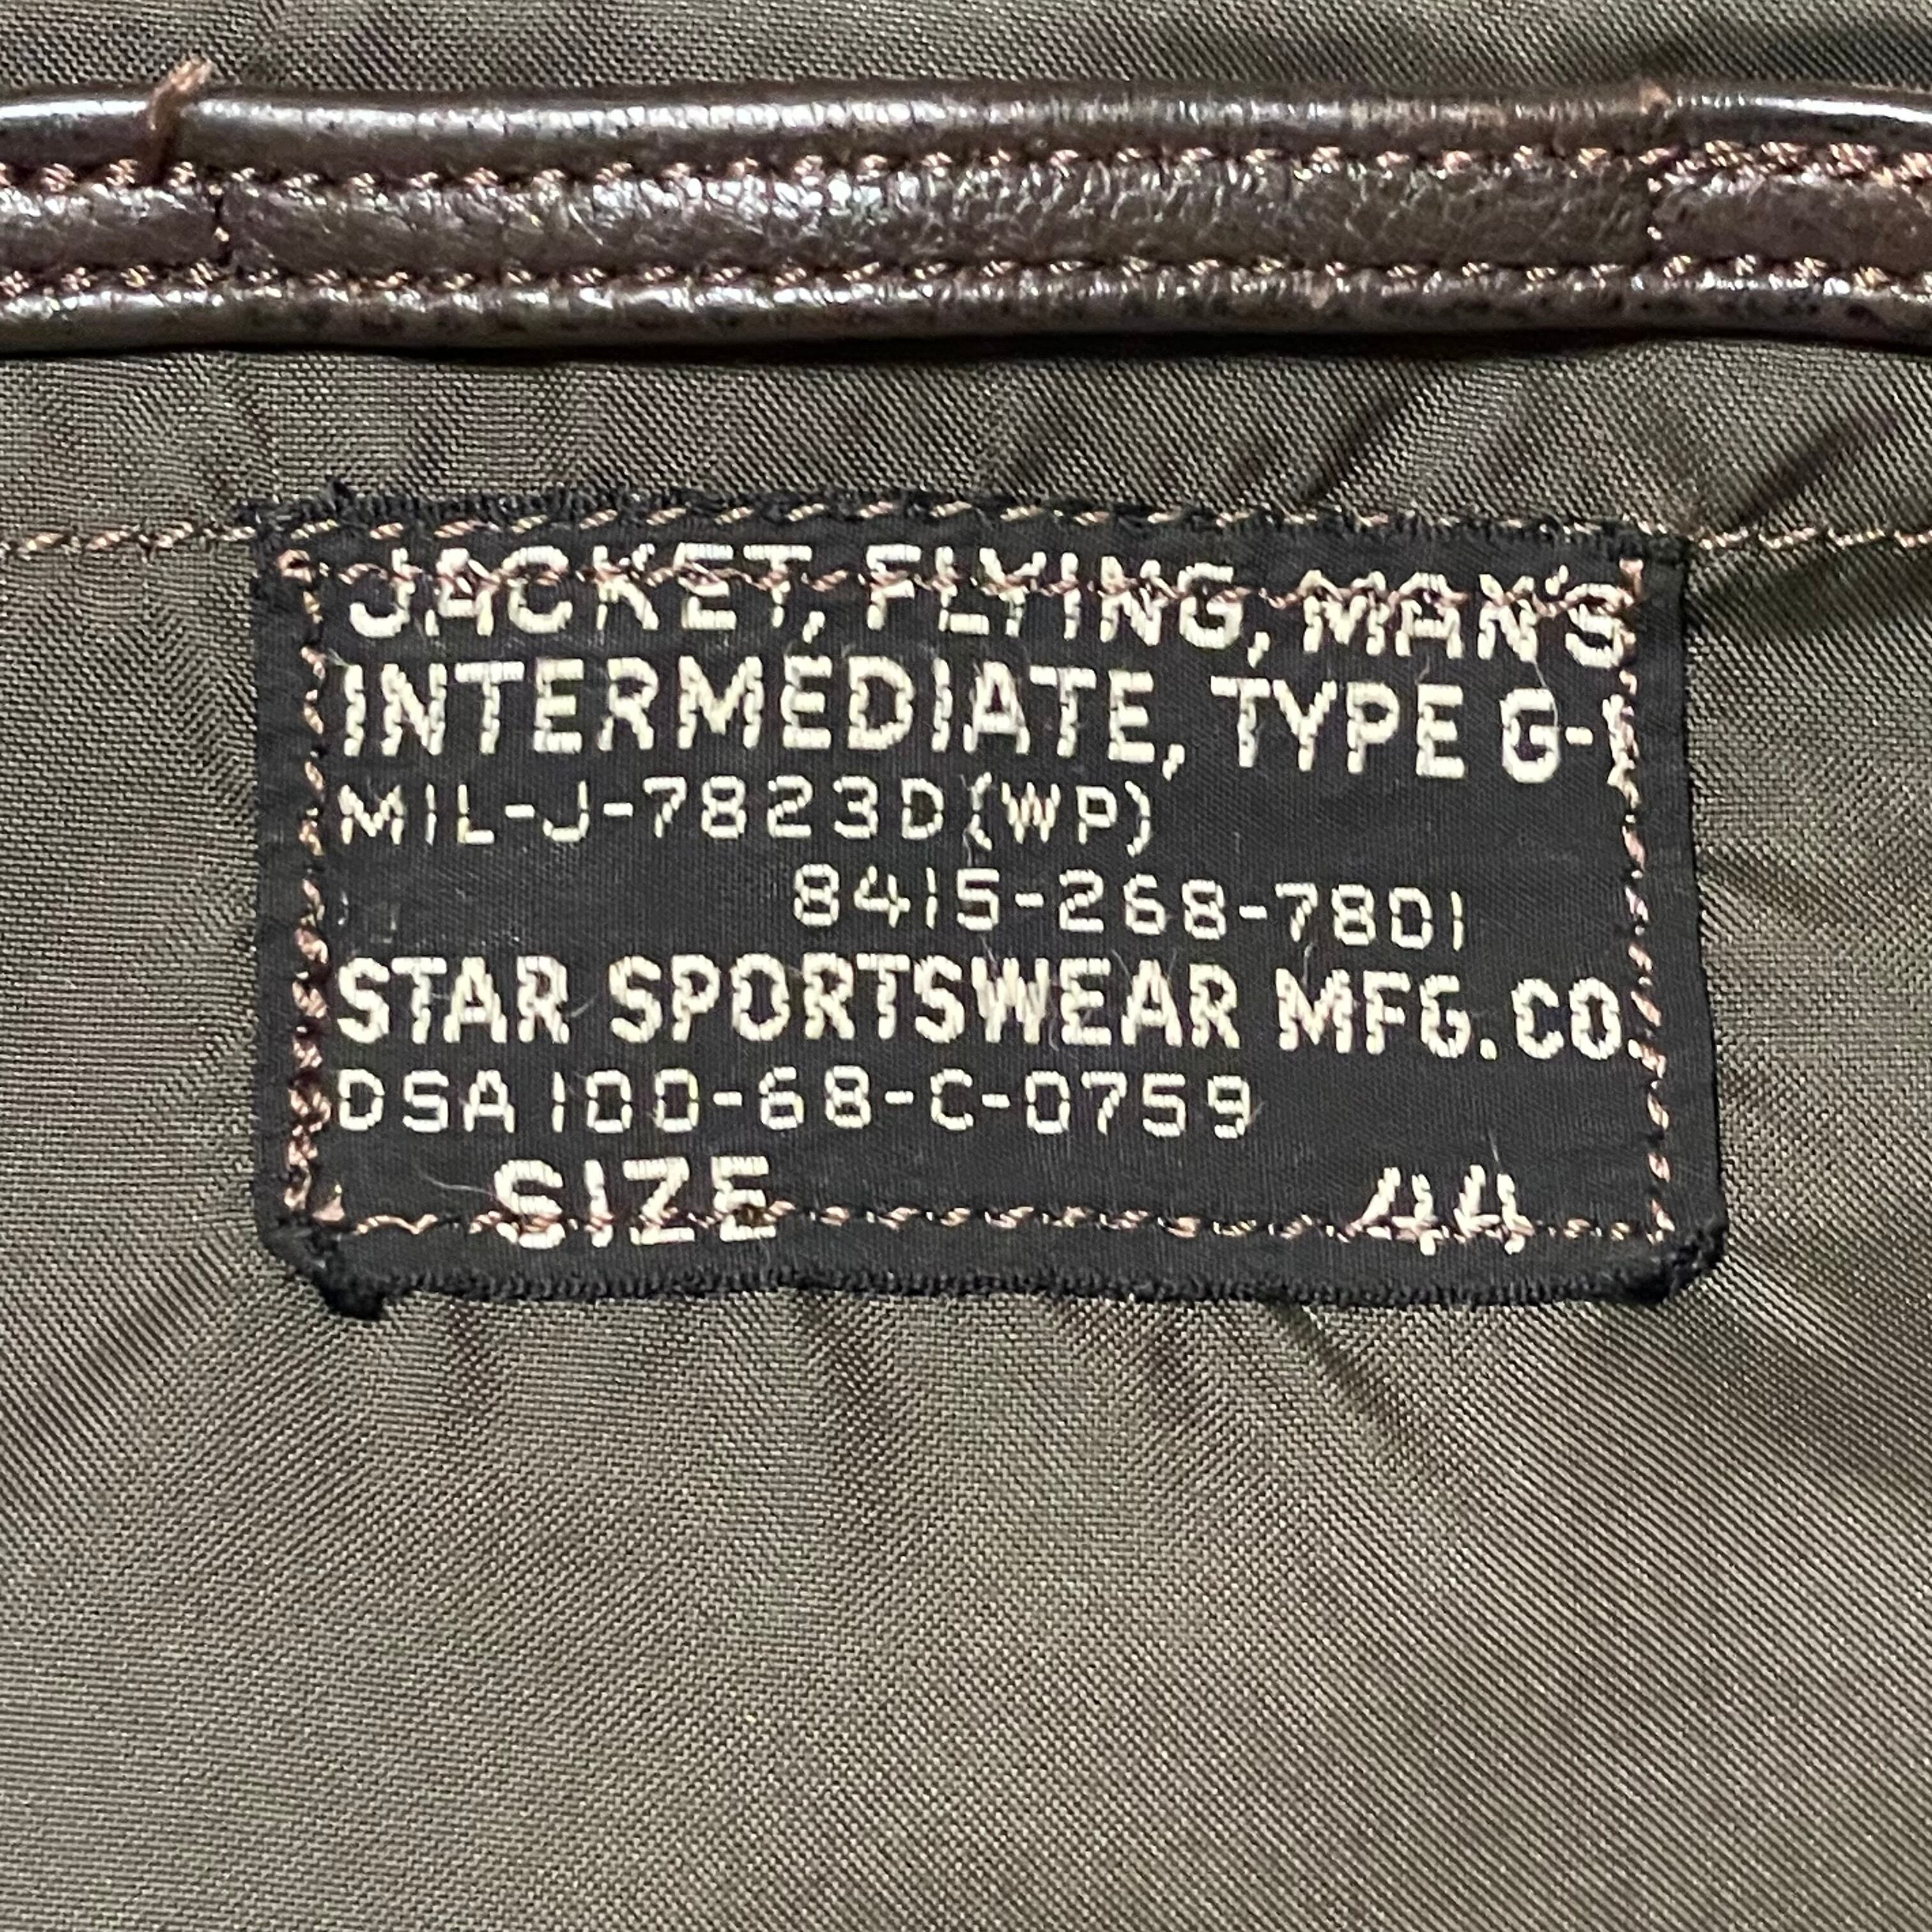 JACKET, FLYING, MAN'S
INTERMEDIATE, TYPE G-1
MIL-J-7823D(WP)
8415-268-7801
STAR SPORTSWEAR MFG. CO.
DSA 100-68-C-0759
SIZE 44